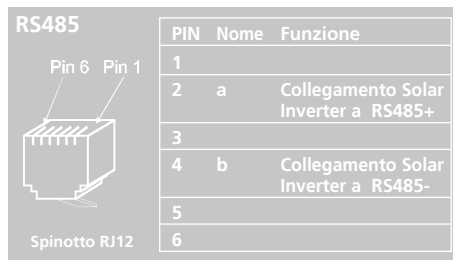 RS485
Pin 6 Pin 1
Spinotto RJ12
PIN Nome Funzione
1
2 a Collegamento Solar
Inverter a RS485+
3
4 b Collegamento Solar
Inverter a RS485-
5
6